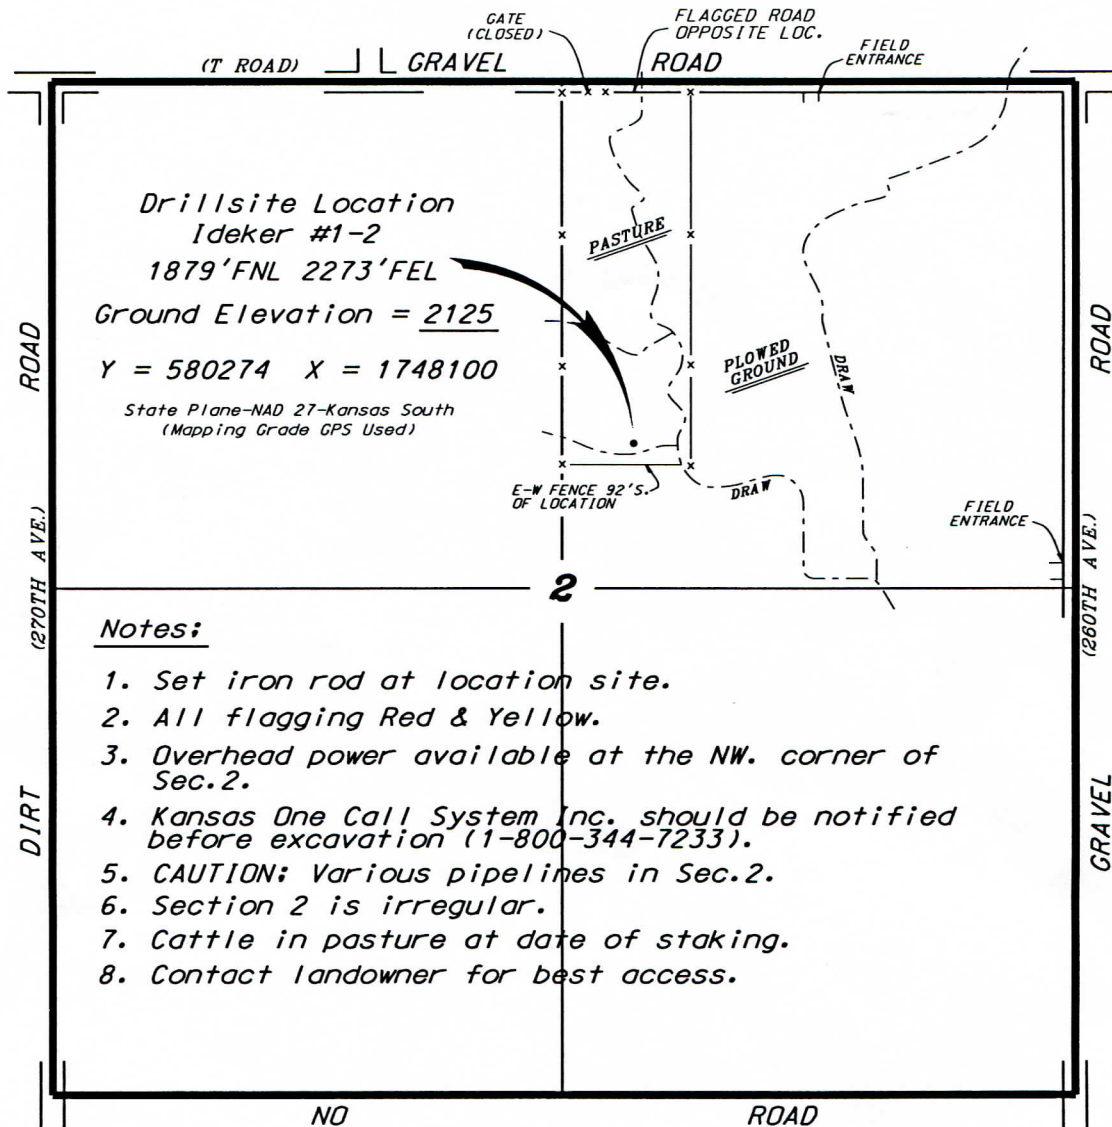 GATE
(CLOSED)
FLAGGED ROAD
OPPOSITE LOC.
FIELD
ENTRANCE
(T ROAD) GRAVEL ROAD
Drillsite Location
Ideker #1-2
1879'FNL 2273'FEL
Ground Elevation = 2125
Y = 580274 X = 1748100
State Plane-NAD 27-Kansas South
(Mapping Grade GPS Used)
PASTURE
PLOWED
GROUND
DRAW
DRAW
E-W FENCE 92'S.
OF LOCATION
FIELD
ENTRANCE
ROAD
(270TH AVE.)
DIRT
ROAD
(260TH AVE.)
GRAVEL
2
Notes:
1. Set iron rod at location site.
2. All flagging Red & Yellow.
3. Overhead power available at the NW. corner of
Sec.2.
4. Kansas One Call System Inc. should be notified
before excavation (1-800-344-7233).
5. CAUTION: Various pipelines in Sec.2.
6. Section 2 is irregular.
7. Cattle in pasture at date of staking.
8. Contact landowner for best access.
NO ROAD